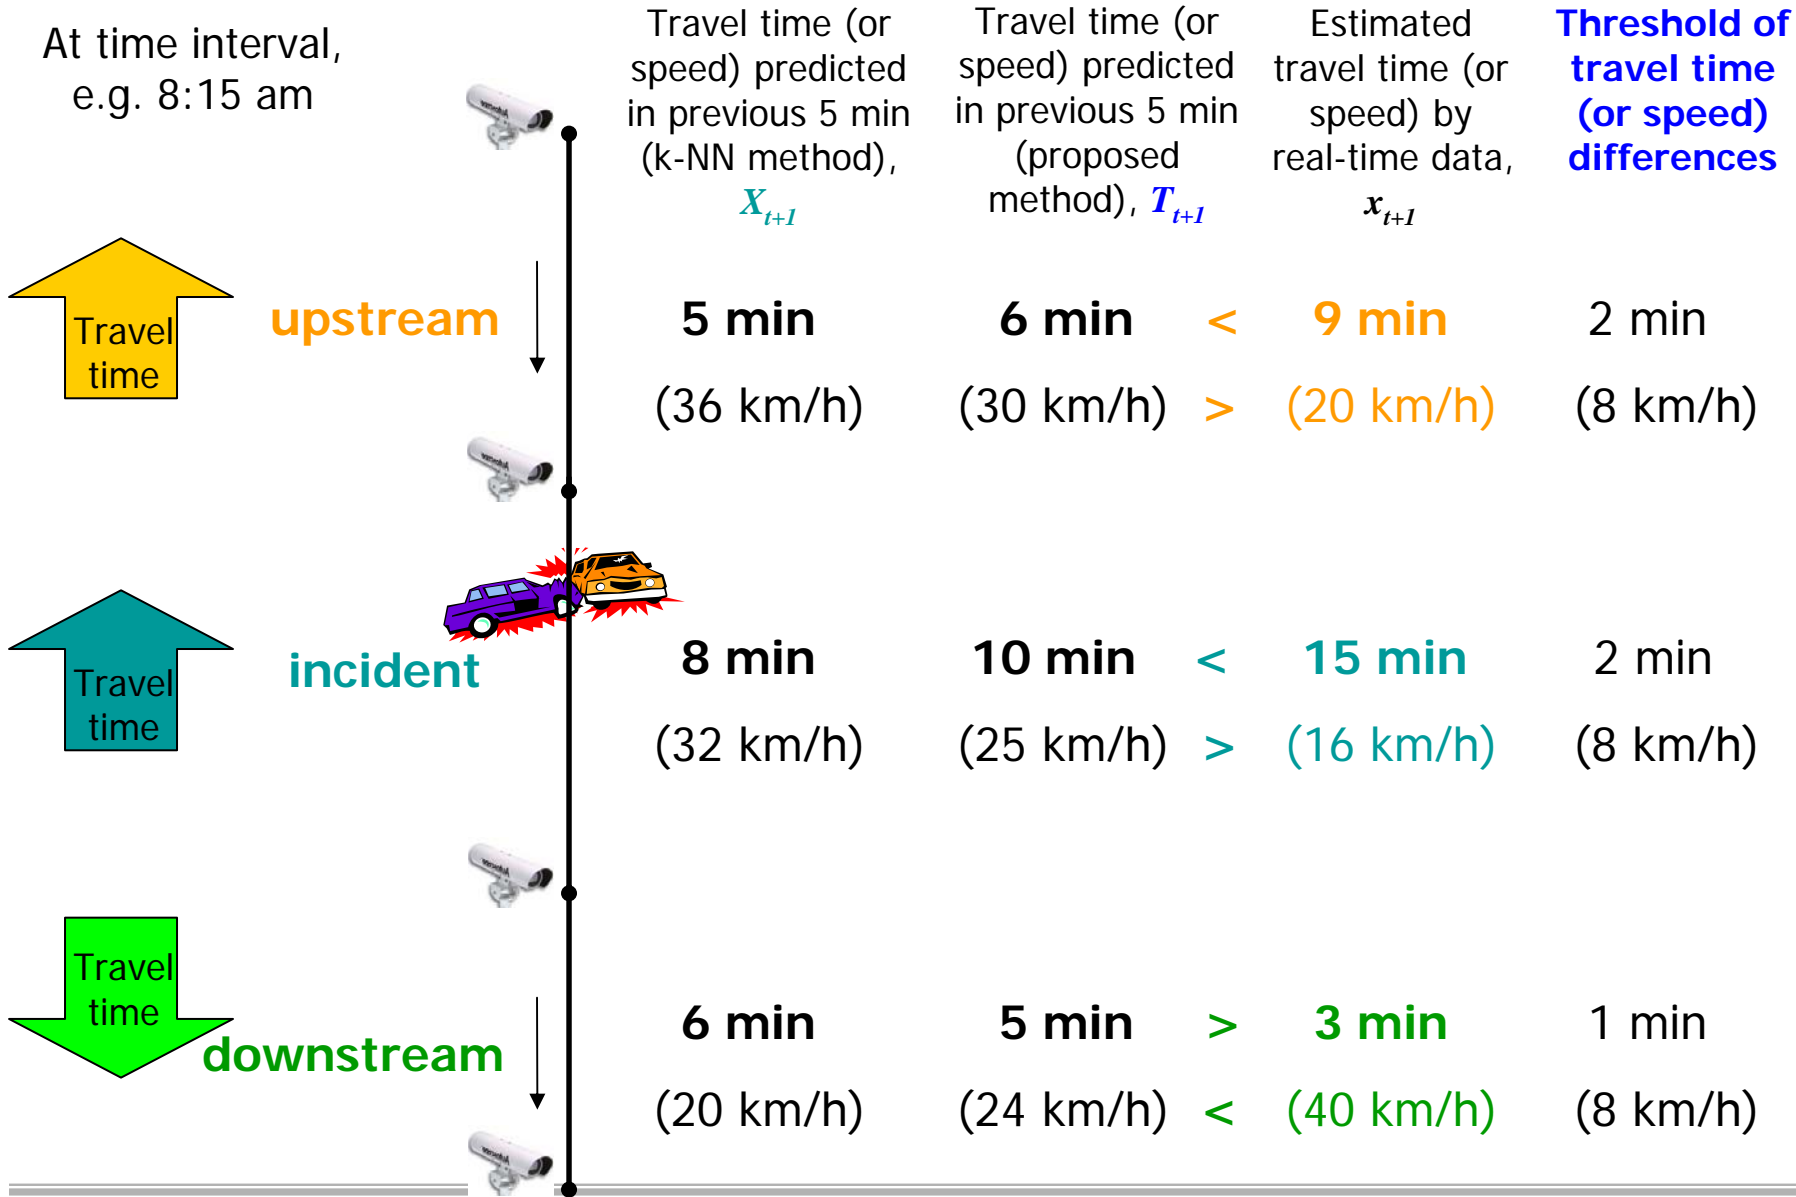 At time interval,
e.g. 8:15 am
Travel time (or
speed) predicted
in previous 5 min
(k-NN method),
X_{t+1}
Travel time (or
speed) predicted
in previous 5 min
(proposed
method), T_{t+1}
Estimated
travel time (or
speed) by
real-time data,
x_{t+1}
Threshold of
travel time
(or speed)
differences
Travel
time
upstream
5 min
6 min < 9 min
2 min
(36 km/h)
(30 km/h) > (20 km/h)
(8 km/h)
Travel
time
incident
8 min
10 min < 15 min
2 min
(32 km/h)
(25 km/h) > (16 km/h)
(8 km/h)
Travel
time
downstream
6 min
5 min > 3 min
1 min
(20 km/h)
(24 km/h) < (40 km/h)
(8 km/h)